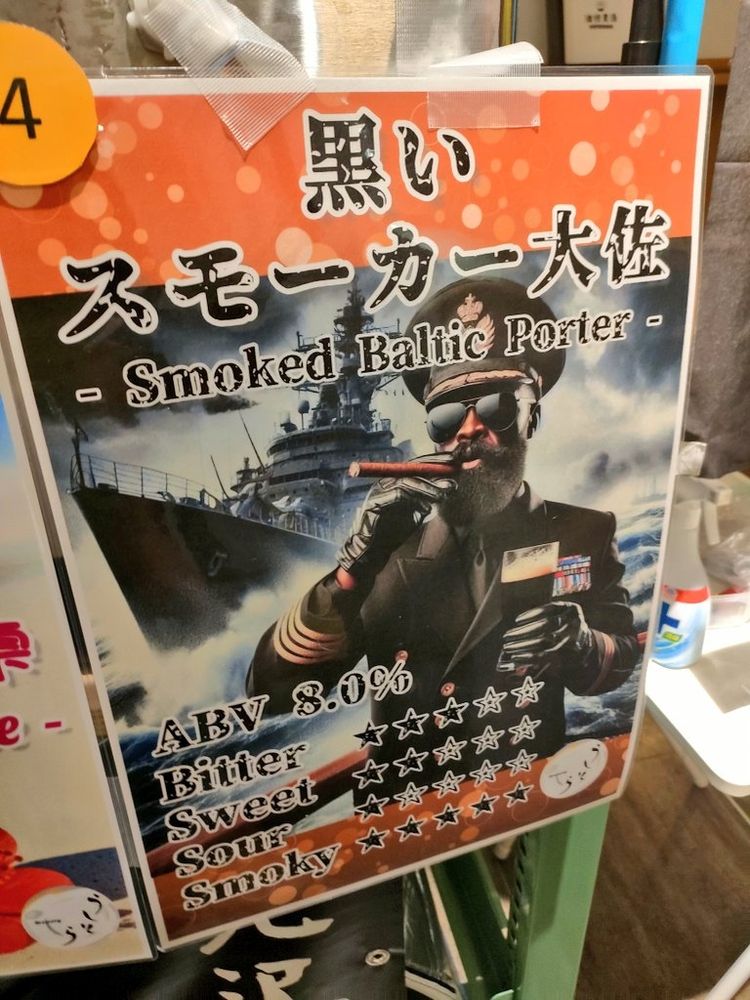 4
黒い
スモーカー大佐
- Smoked Baltic Porter -
ABV 8.0%
Bitter ★★★☆☆
Sweet ★★☆☆☆
Sour ★☆☆☆☆
Smoky ★★★★★
e -